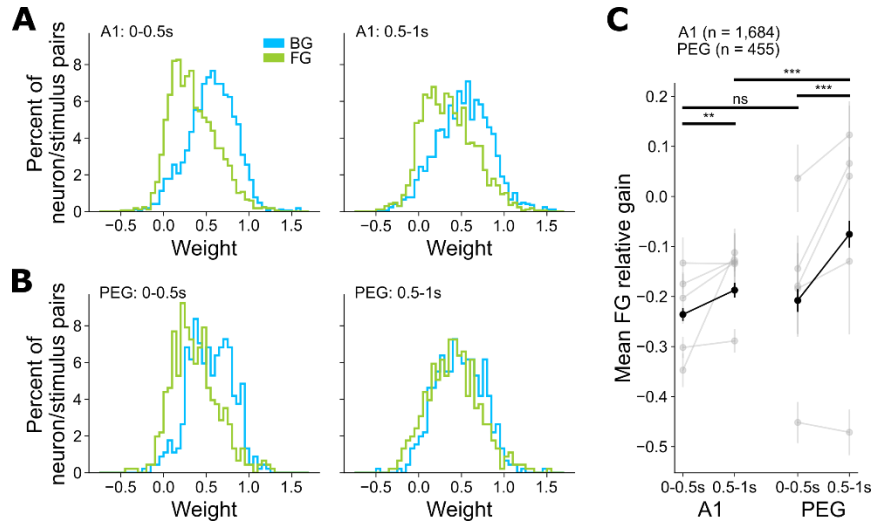 A
A1: 0-0.5s
BG
FG
Percent of
neuron/stimulus pairs
8
6
4
2
0
−0.5 0.0 0.5 1.0 1.5
Weight
A1: 0.5-1s
−0.5 0.0 0.5 1.0 1.5
Weight
B
PEG: 0-0.5s
Percent of
neuron/stimulus pairs
8
6
4
2
0
−0.5 0.0 0.5 1.0 1.5
Weight
PEG: 0.5-1s
−0.5 0.0 0.5 1.0 1.5
Weight
C
A1 (n = 1,684)
PEG (n = 455)
***
ns
***
**
Mean FG relative gain
0.2
0.1
0.0
−0.1
−0.2
−0.3
−0.4
−0.5
0-0.5s 0.5-1s 0-0.5s 0.5-1s
A1 PEG